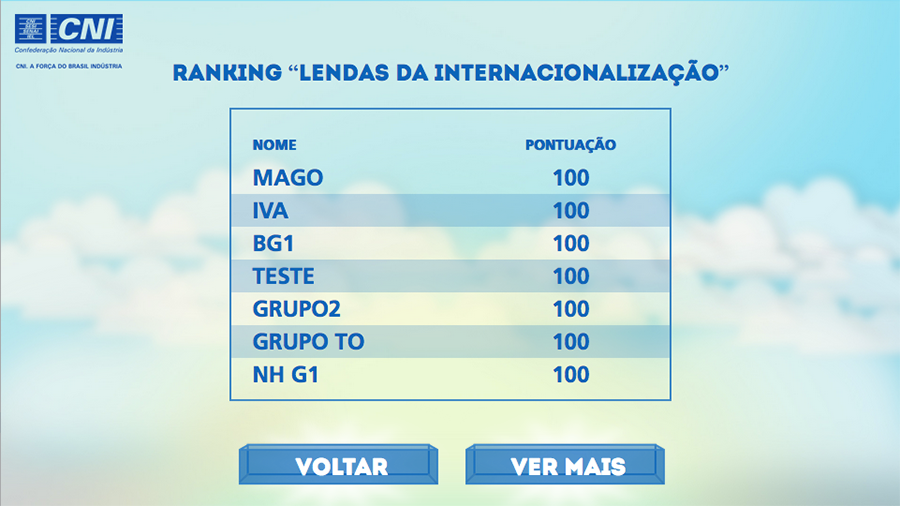 CNI
Confederação Nacional da Indústria
CNI. A FORÇA DO BRASIL INDÚSTRIA
RANKING “LENDAS DA INTERNACIONALIZAÇÃO”
NOME PONTUAÇÃO
MAGO 100
IVA 100
BG1 100
TESTE 100
GRUPO2 100
GRUPO TO 100
NH G1 100
VOLTAR VER MAIS